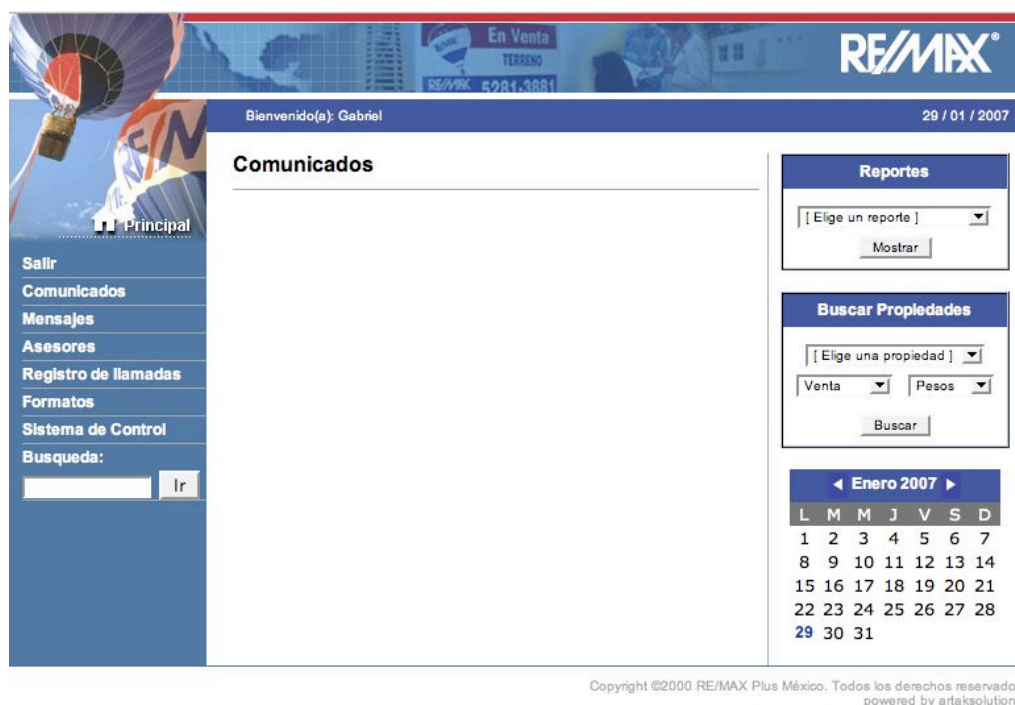 En Venta
TERRENO
RE/MAX 5281-3881
RE/MAX®
Bienvenido(a): Gabriel
29 / 01 / 2007
Principal
Salir
Comunicados
Mensajes
Asesores
Registro de llamadas
Formatos
Sistema de Control
Busqueda:
Ir
Comunicados
Reportes
[ Elige un reporte ]
Mostrar
Buscar Propiedades
[ Elige una propiedad ]
Venta Pesos
Buscar
Enero 2007
L M M J V S D
1 2 3 4 5 6 7
8 9 10 11 12 13 14
15 16 17 18 19 20 21
22 23 24 25 26 27 28
29 30 31
Copyright ©2000 RE/MAX Plus México. Todos los derechos reservado
powered by artaksolution